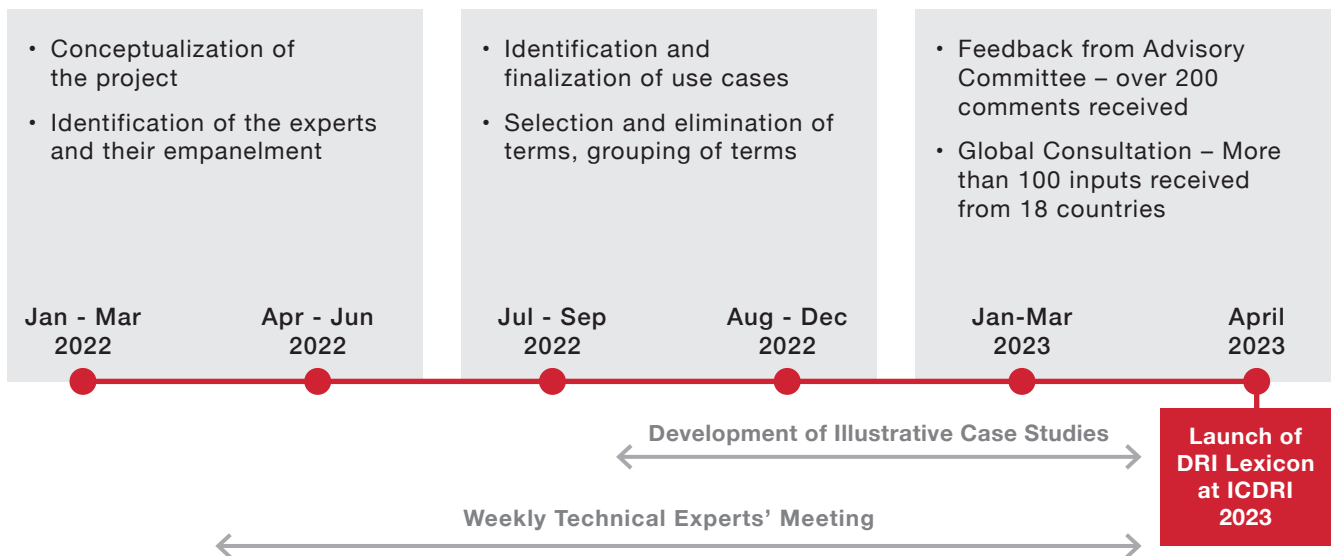 • Conceptualization of
the project
• Identification of the experts
and their empanelment
• Identification and
finalization of use cases
• Selection and elimination of
terms, grouping of terms
• Feedback from Advisory
Committee – over 200
comments received
• Global Consultation – More
than 100 inputs received
from 18 countries
Jan - Mar
2022
Apr - Jun
2022
Jul - Sep
2022
Aug - Dec
2022
Jan-Mar
2023
April
2023
Development of Illustrative Case Studies
Weekly Technical Experts’ Meeting
Launch of
DRI Lexicon
at ICDRI
2023